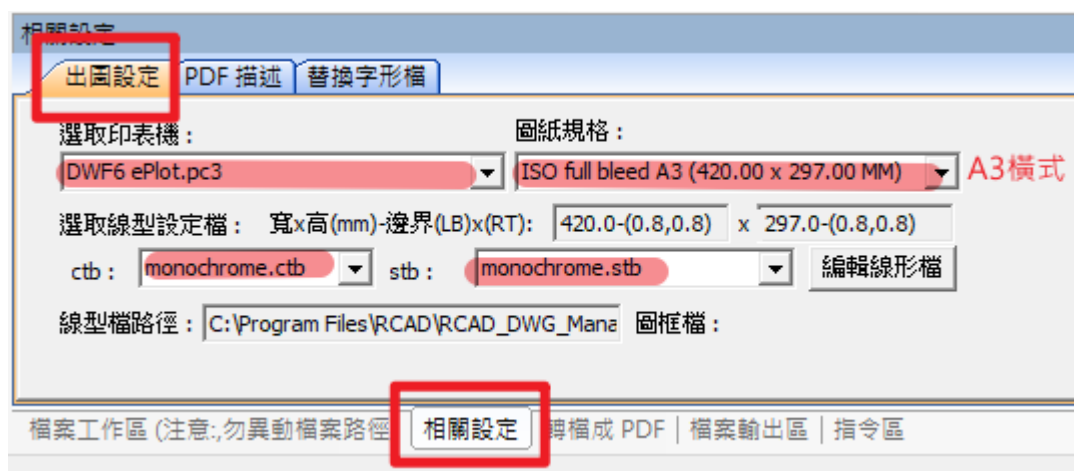 相關設定
出圖設定 PDF 描述 替換字形檔
選取印表機： 圖紙規格：
DWF6 ePlot.pc3 ISO full bleed A3 (420.00 x 297.00 MM) A3橫式
選取線型設定檔： 寬x高(mm)-邊界(LB)x(RT): 420.0-(0.8,0.8) x 297.0-(0.8,0.8)
ctb： monochrome.ctb stb： monochrome.stb 編輯線形檔
線型檔路徑： C:\Program Files\RCAD\RCAD_DWG_Mana 圖框檔：
檔案工作區 (注意:,勿異動檔案路徑 相關設定 轉檔成 PDF | 檔案輸出區 | 指令區